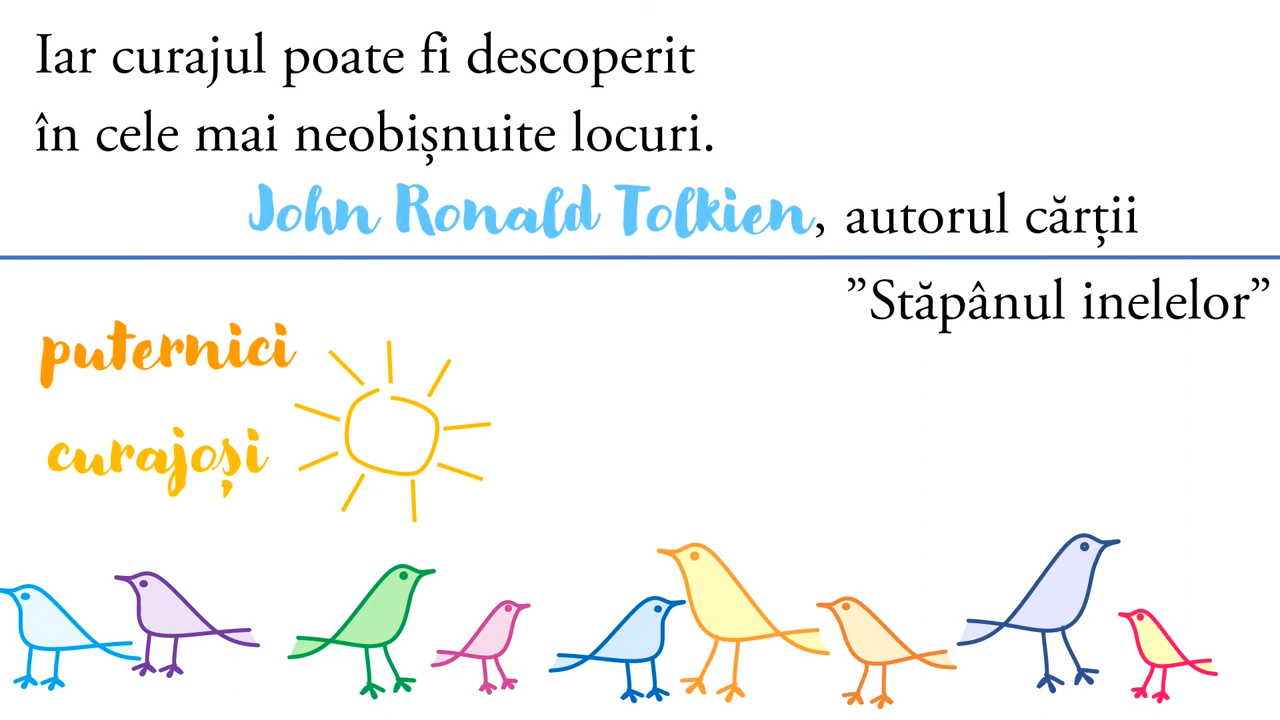 Iar curajul poate fi descoperit
în cele mai neobișnuite locuri.
John Ronald Tolkien, autorul cărții
”Stăpânul inelelor”
puternici
curajoși